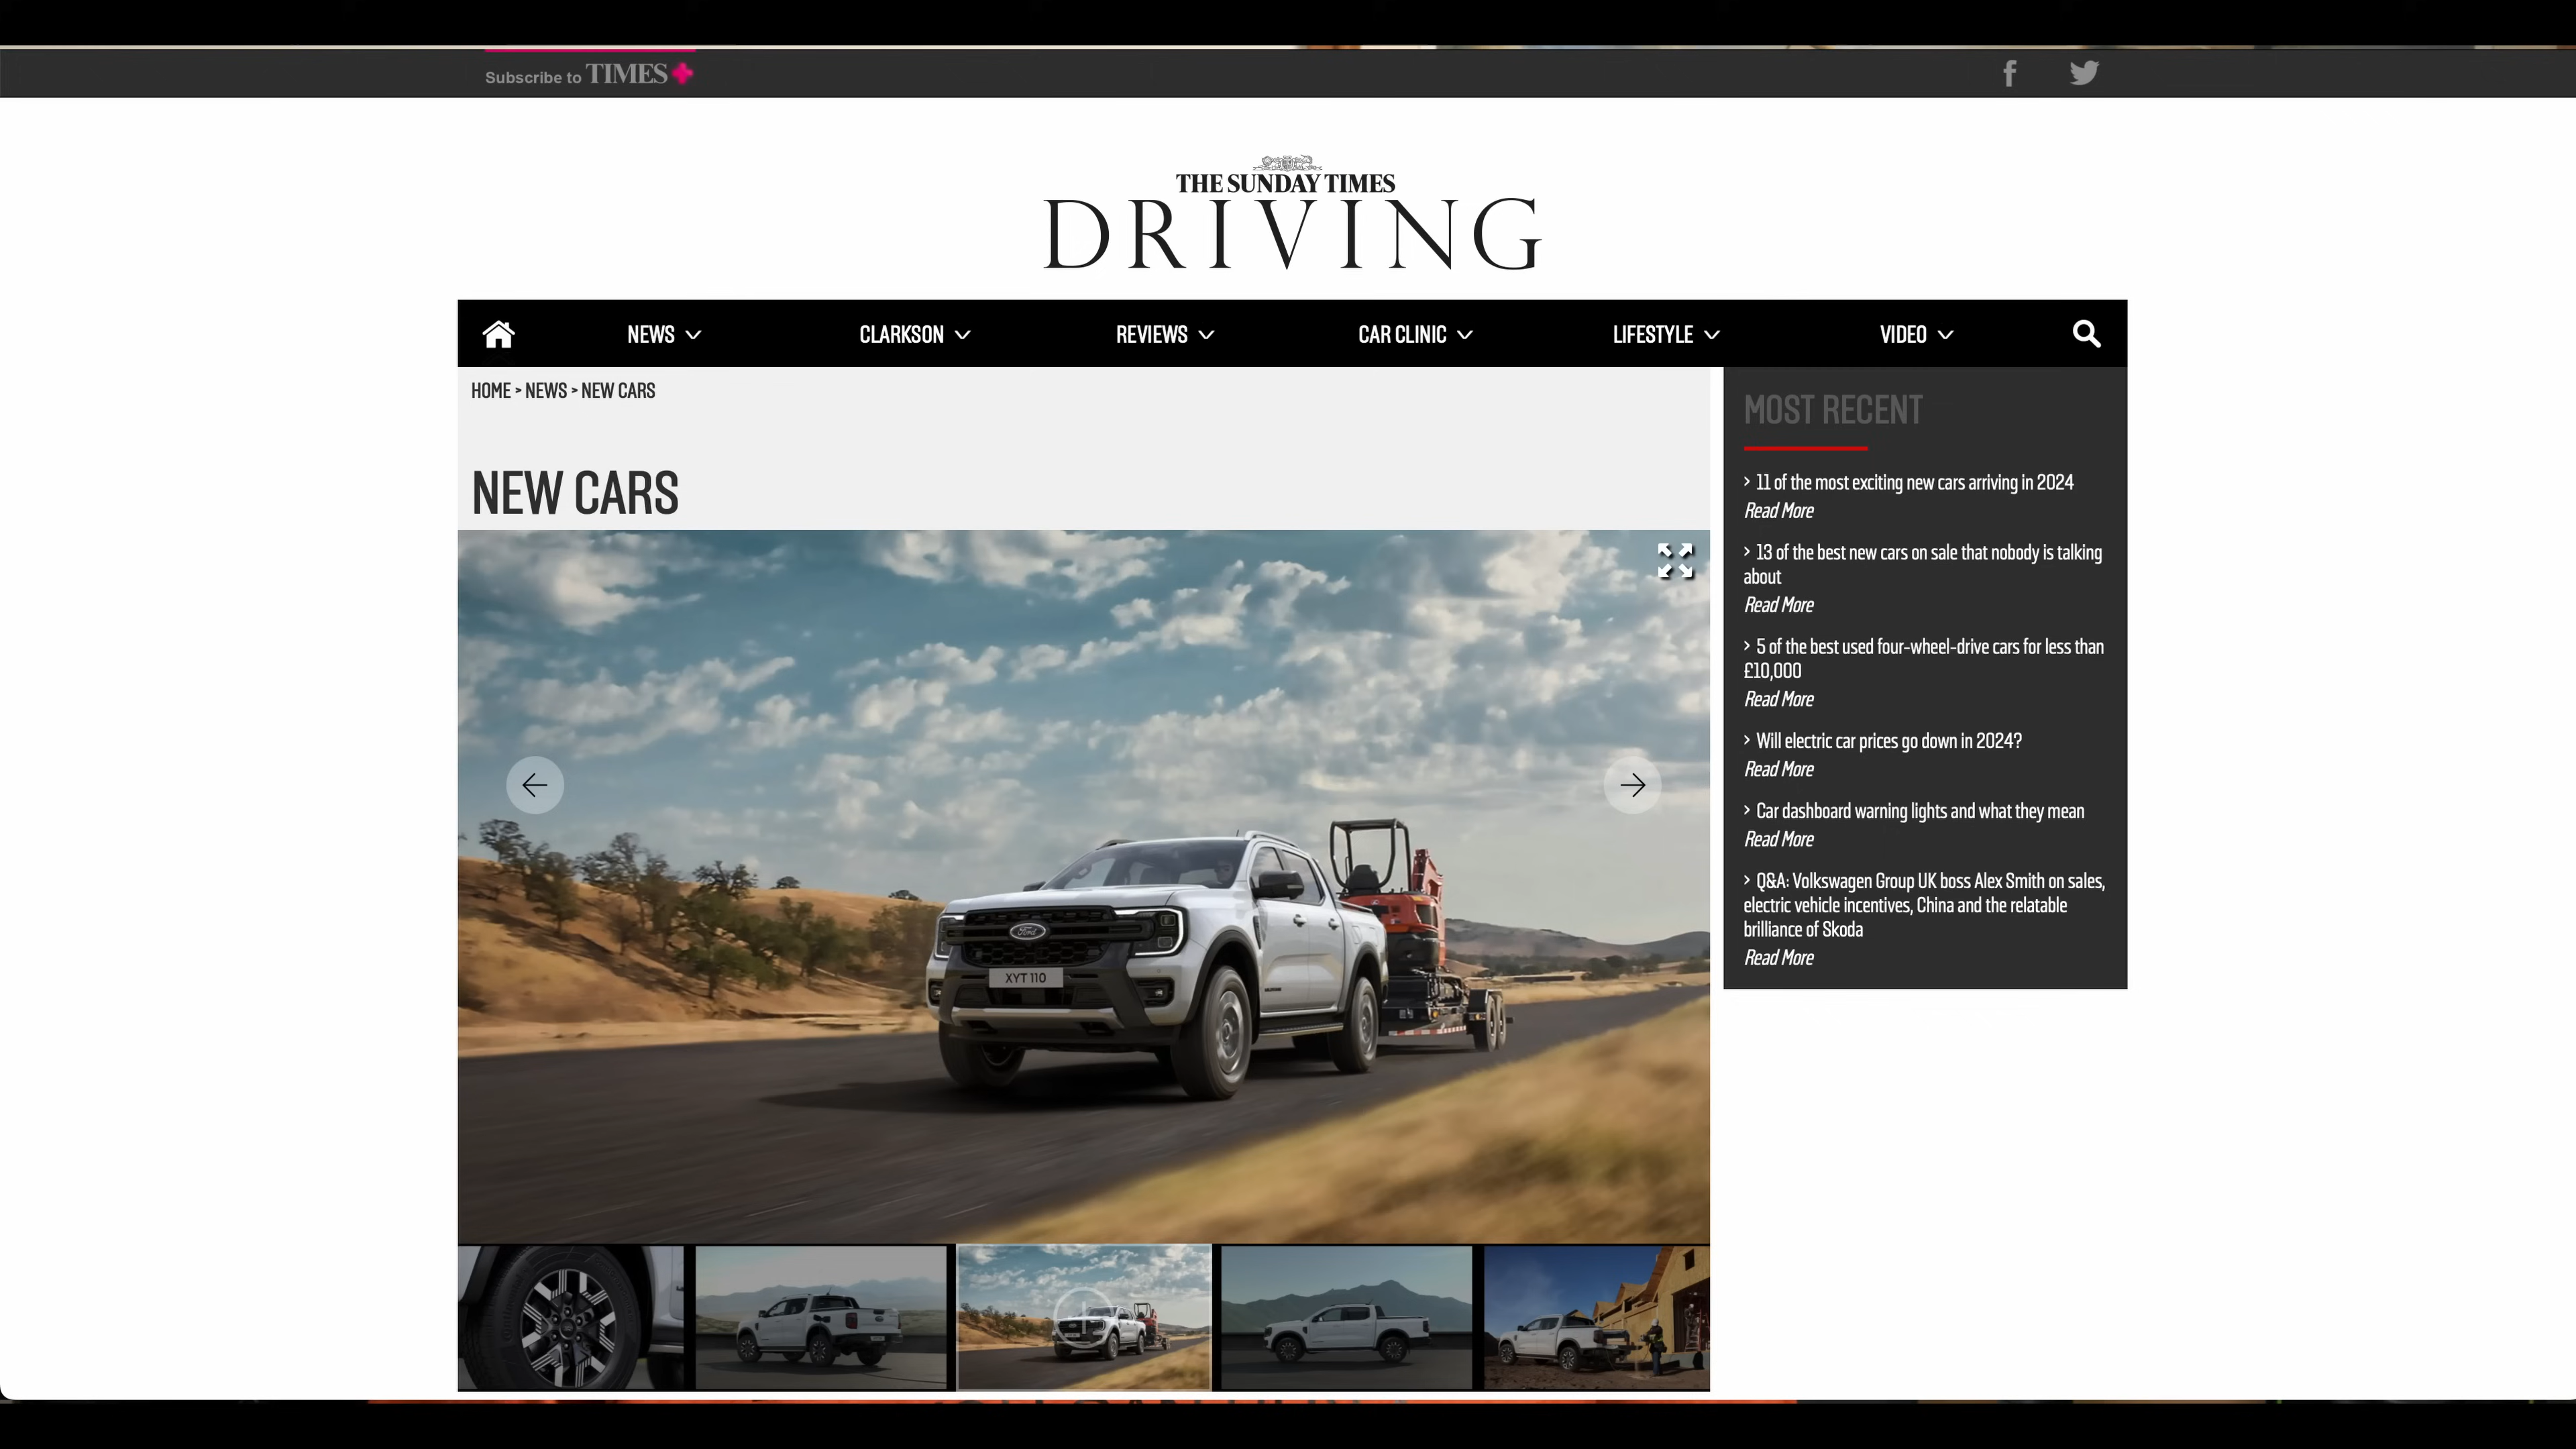 Subscribe to TIMES
THE SUNDAY TIMES
DRIVING
NEWS
CLARKSON
REVIEWS
CAR CLINIC
LIFESTYLE
VIDEO
HOME > NEWS > NEW CARS
NEW CARS
Ford
XYT 110
MOST RECENT
> 11 of the most exciting new cars arriving in 2024
Read More
> 13 of the best new cars on sale that nobody is talking
about
Read More
> 5 of the best used four-wheel-drive cars for less than
£10,000
Read More
> Will electric car prices go down in 2024?
Read More
> Car dashboard warning lights and what they mean
Read More
> Q&A: Volkswagen Group UK boss Alex Smith on sales,
electric vehicle incentives, China and the relatable
brilliance of Skoda
Read More